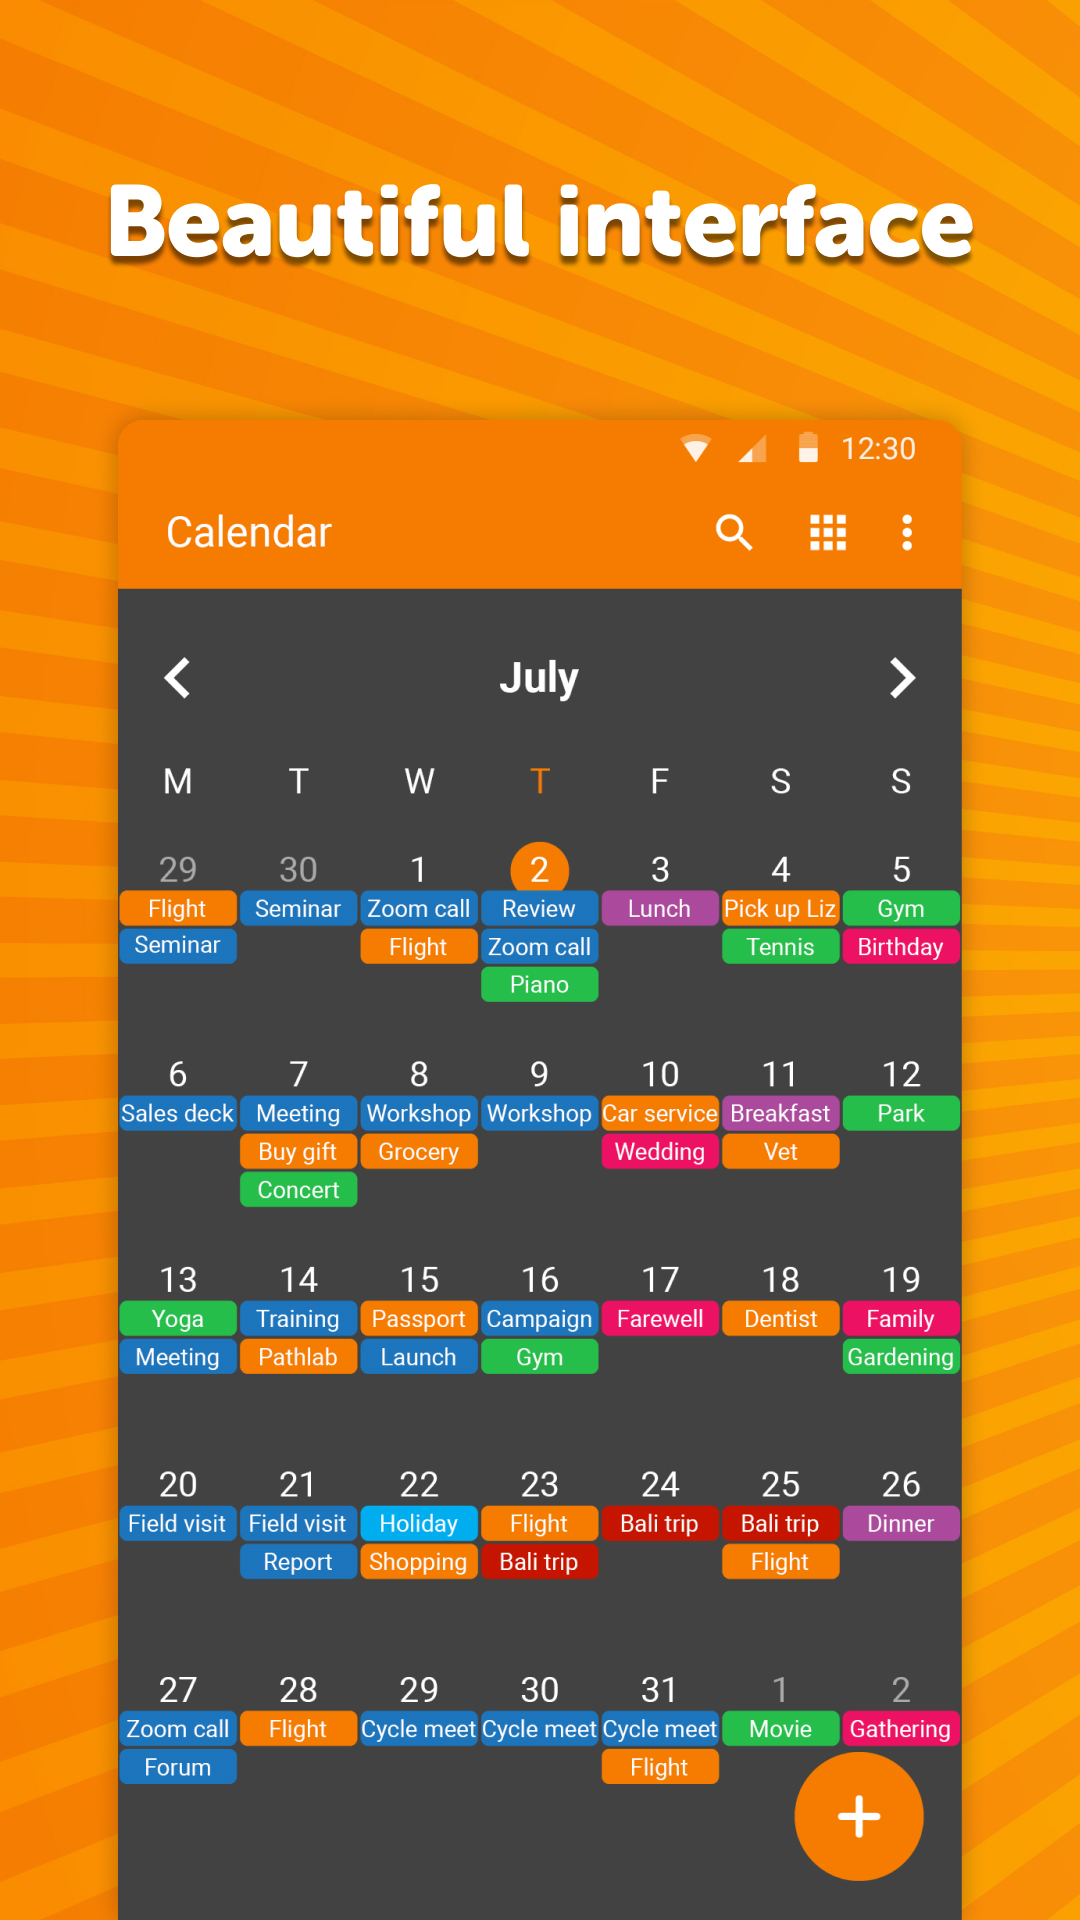 Beautiful interface
12:30
Calendar
July
M T W T F S S
29 30 1 2 3 4 5
Flight Seminar Zoom call Review Lunch Pick up Liz Gym
Seminar Flight Zoom call Tennis Birthday
Piano
6 7 8 9 10 11 12
Sales deck Meeting Workshop Workshop Car service Breakfast Park
Buy gift Grocery Wedding Vet
Concert
13 14 15 16 17 18 19
Yoga Training Passport Campaign Farewell Dentist Family
Meeting Pathlab Launch Gym Gardening
20 21 22 23 24 25 26
Field visit Field visit Holiday Flight Bali trip Bali trip Dinner
Report Shopping Bali trip Flight
27 28 29 30 31 1 2
Zoom call Flight Cycle meet Cycle meet Cycle meet Movie Gathering
Forum Flight